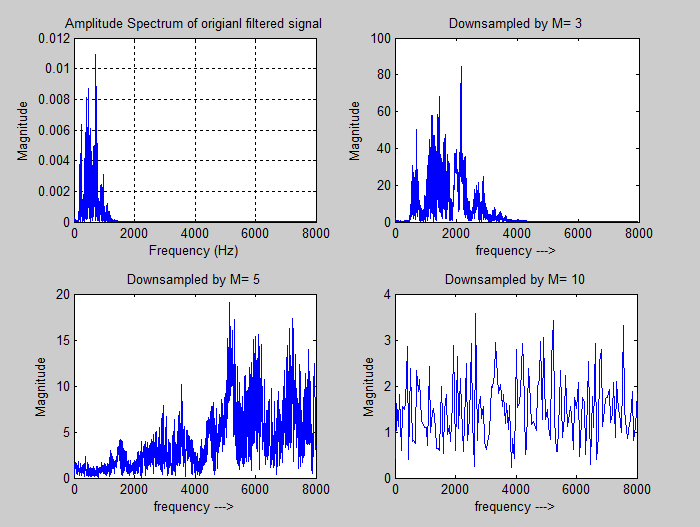 Amplitude Spectrum of origianl filtered signal
0.012
0.01
0.008
0.006
0.004
0.002
0
Magnitude
0 2000 4000 6000 8000
Frequency (Hz)
Downsampled by M= 3
100
80
60
40
20
0
Magnitude
0 2000 4000 6000 8000
frequency --->
Downsampled by M= 5
20
15
10
5
0
Magnitude
0 2000 4000 6000 8000
frequency --->
Downsampled by M= 10
4
3
2
1
0
Magnitude
0 2000 4000 6000 8000
frequency --->